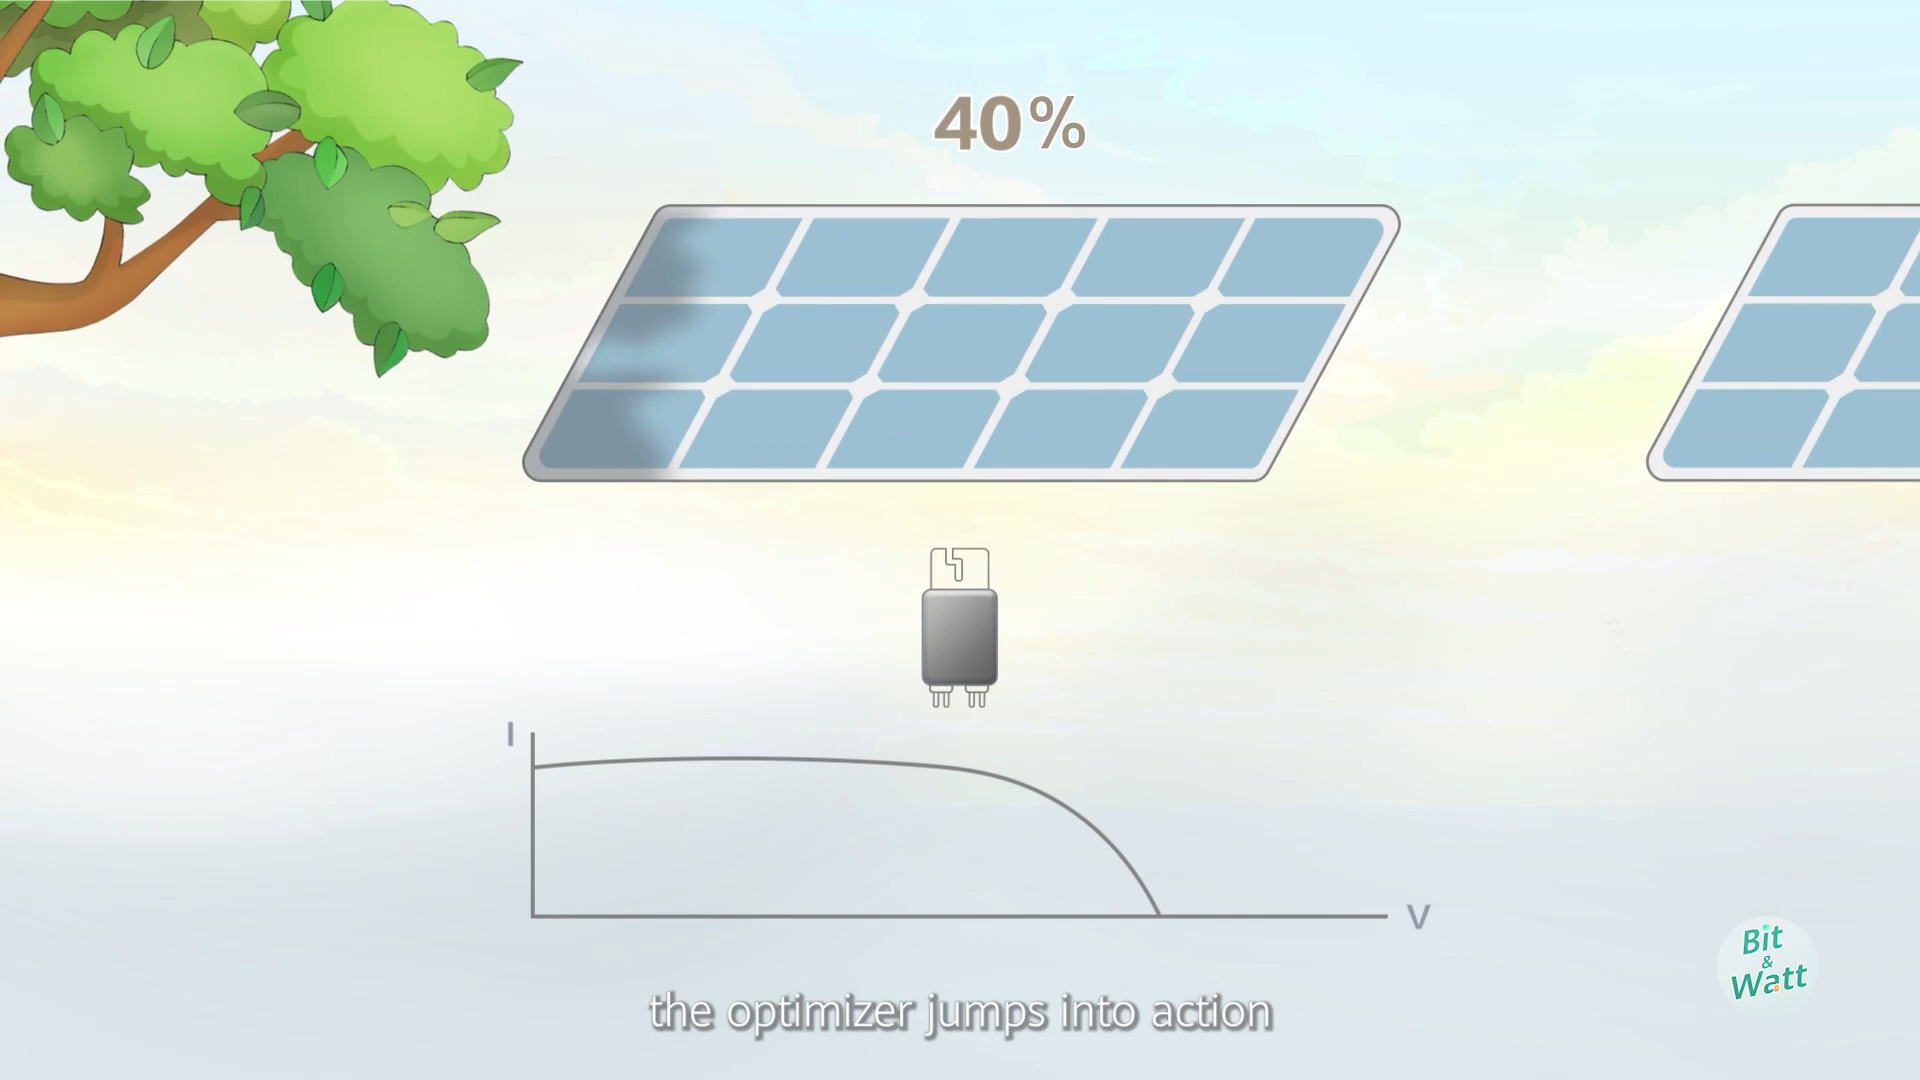 40%
I
V
Bit
&
Watt
the optimizer jumps into action